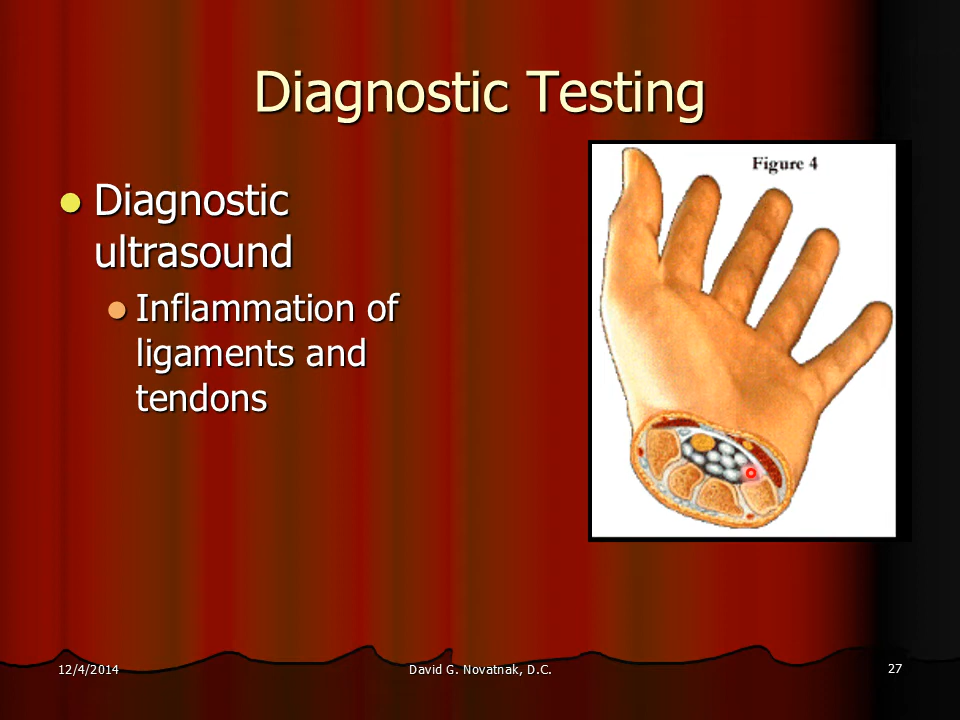 Diagnostic Testing
Diagnostic
ultrasound
Inflammation of
ligaments and
tendons
Figure 4
12/4/2014
David G. Novatnak, D.C.
27